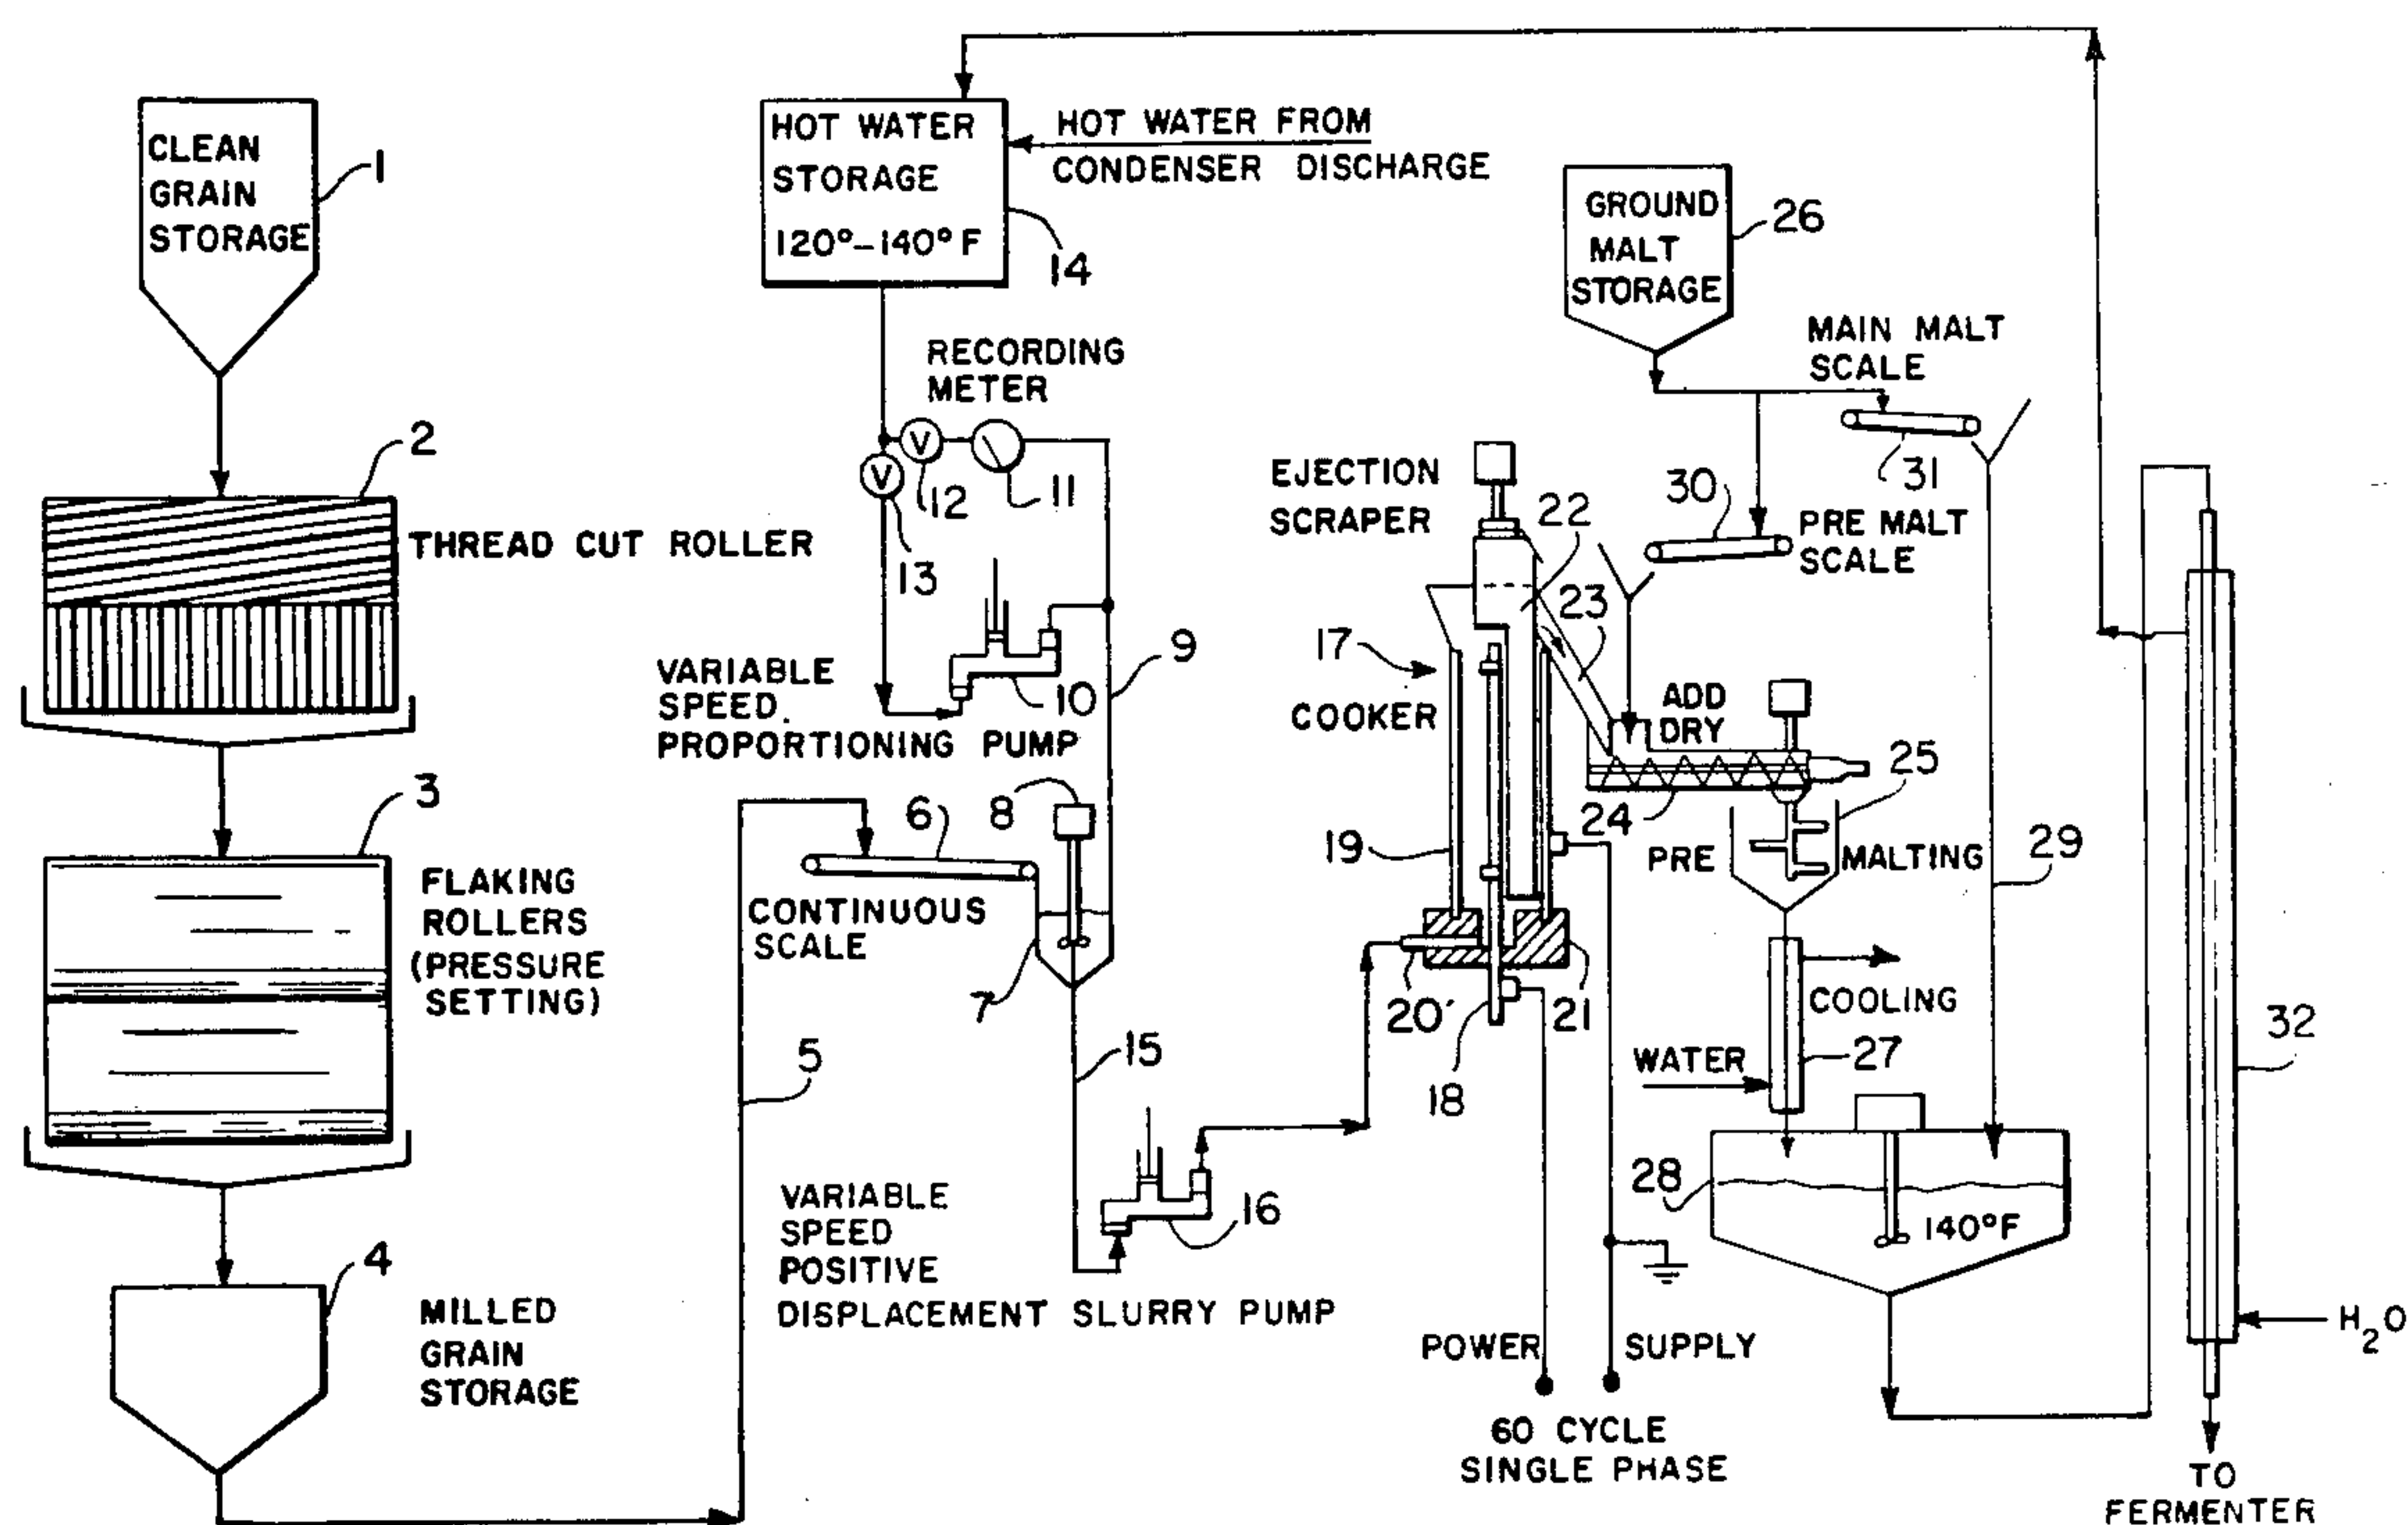 CLEAN
GRAIN
STORAGE
1
2
THREAD CUT ROLLER
3
FLAKING
ROLLERS
(PRESSURE
SETTING)
4
MILLED
GRAIN
STORAGE
5
HOT WATER
STORAGE
120°-140°F
14
HOT WATER FROM
CONDENSER DISCHARGE
RECORDING
METER
V
V
12
11
13
10
9
VARIABLE
SPEED.
PROPORTIONING PUMP
8
6
CONTINUOUS
SCALE
7
15
16
VARIABLE
SPEED
POSITIVE
DISPLACEMENT SLURRY PUMP
EJECTION
SCRAPER
22
23
17
COOKER
19
20'
18
21
POWER SUPPLY
60 CYCLE
SINGLE PHASE
GROUND
MALT
STORAGE
26
MAIN MALT
SCALE
31
30
PRE MALT
SCALE
ADD
DRY
24
25
PRE MALTING
29
COOLING
WATER
27
28
140°F
32
H2O
TO
FERMENTER